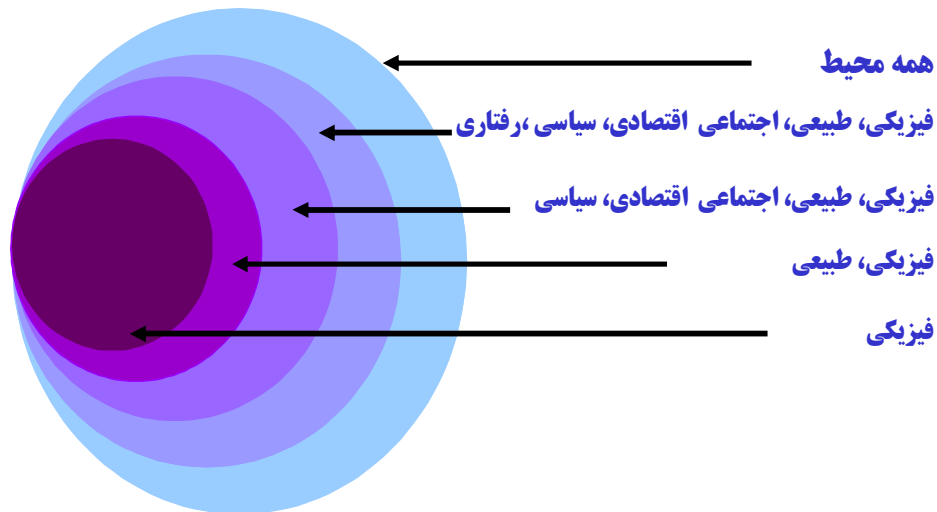 همه محیط
فیزیکی، طبیعی، اجتماعی اقتصادی، سیاسی ،رفتاری
فیزیکی، طبیعی، اجتماعی اقتصادی، سیاسی
فیزیکی، طبیعی
فیزیکی